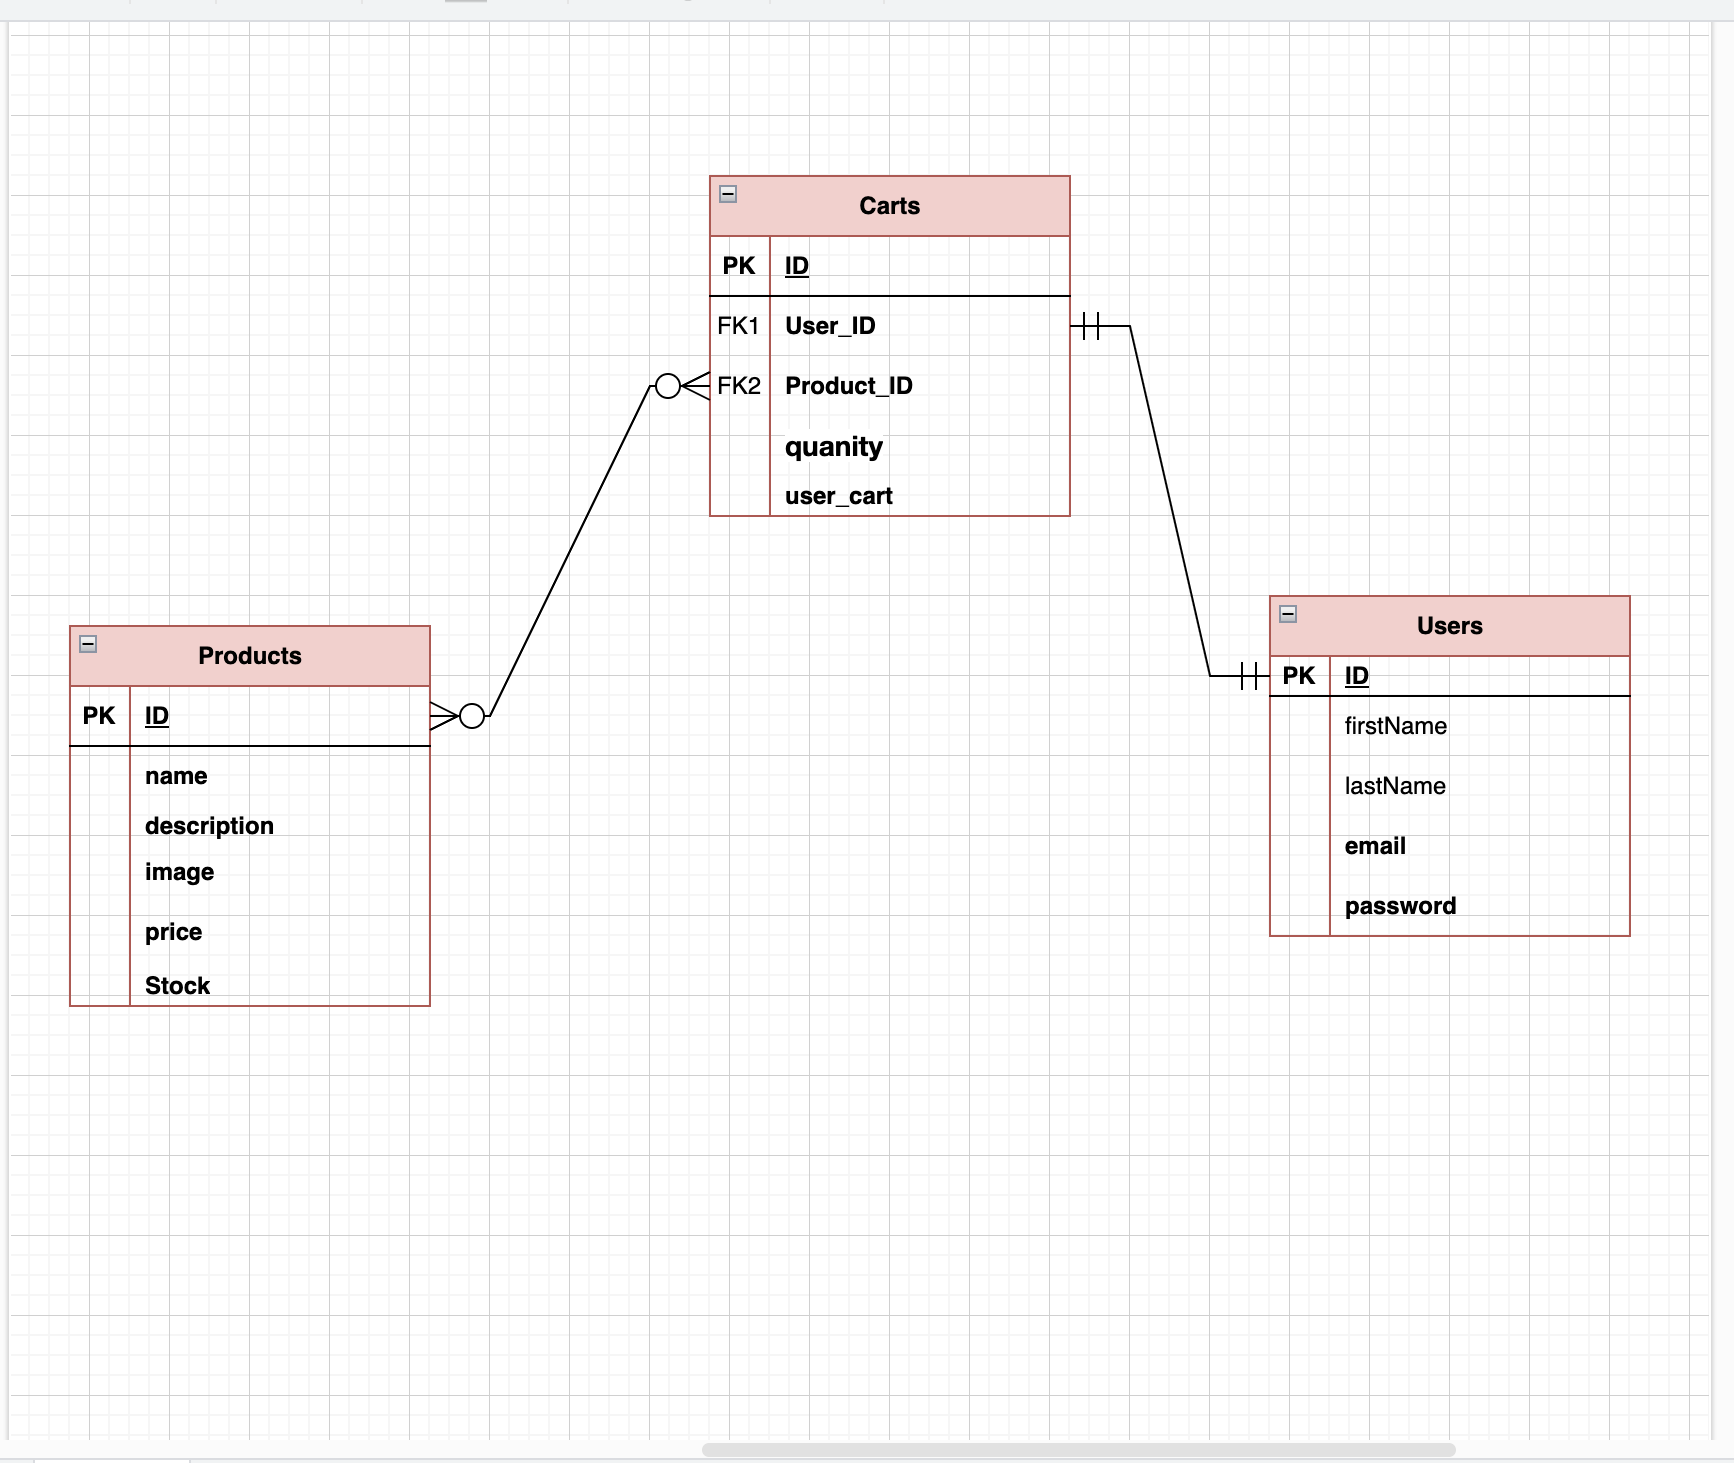 Carts
PK ID
FK1 User_ID
FK2 Product_ID
quanity
user_cart
Products
PK ID
name
description
image
price
Stock
Users
PK ID
firstName
lastName
email
password